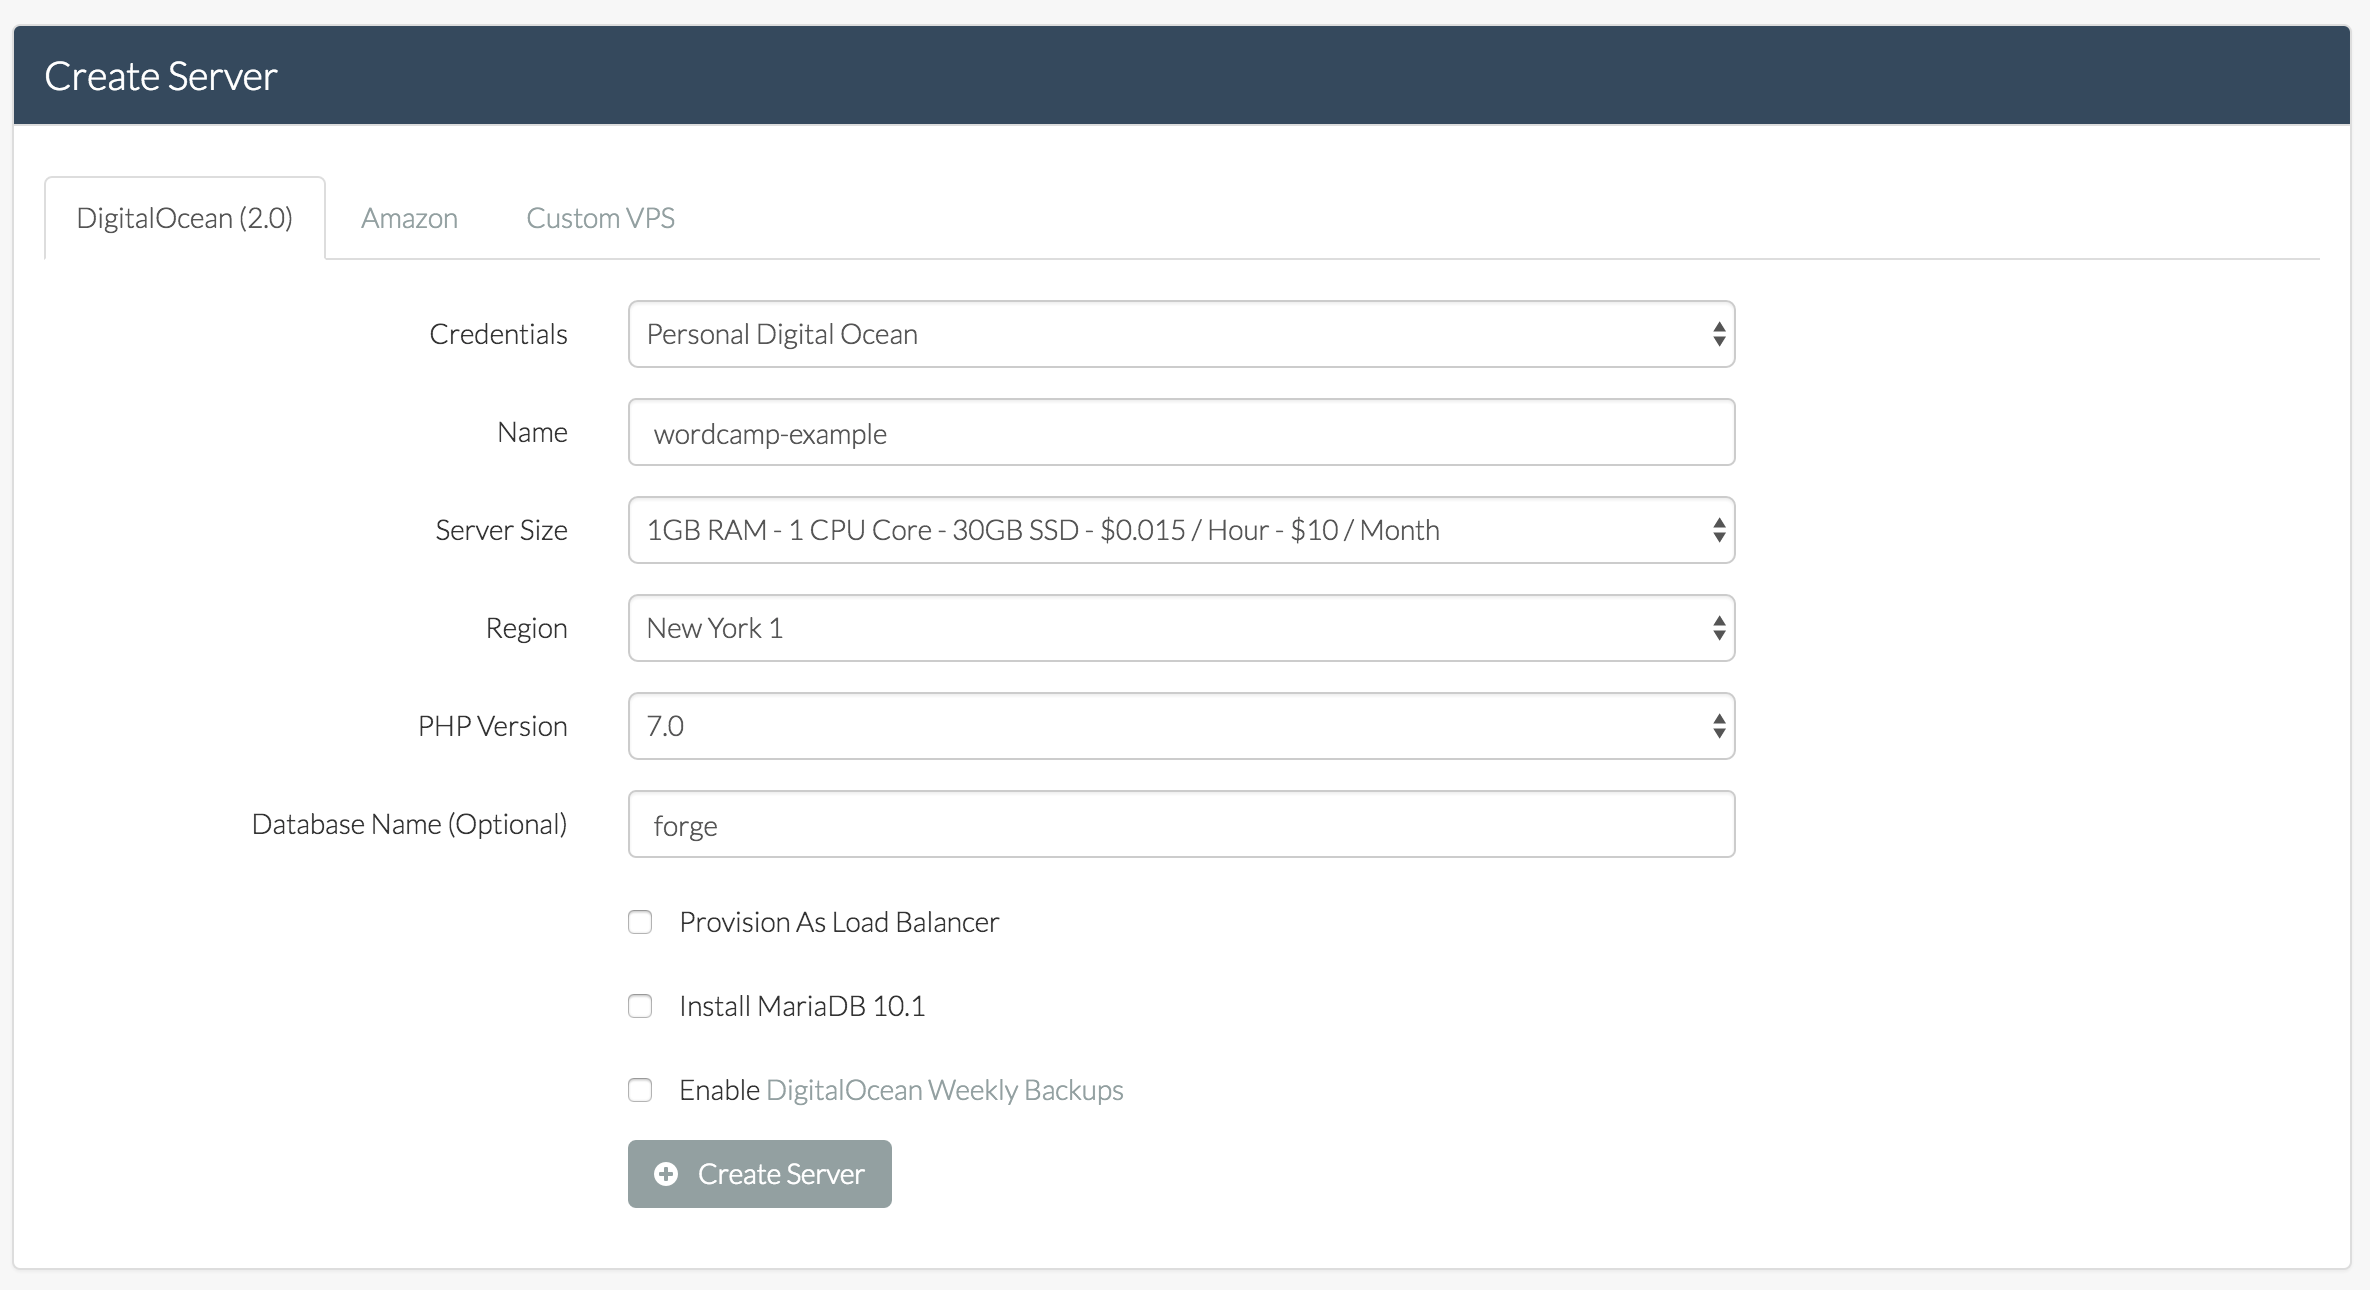 Create Server
DigitalOcean (2.0) Amazon Custom VPS
Credentials Personal Digital Ocean
Name wordcamp-example
Server Size 1GB RAM - 1 CPU Core - 30GB SSD - $0.015 / Hour - $10 / Month
Region New York 1
PHP Version 7.0
Database Name (Optional) forge
Provision As Load Balancer
Install MariaDB 10.1
Enable DigitalOcean Weekly Backups
Create Server